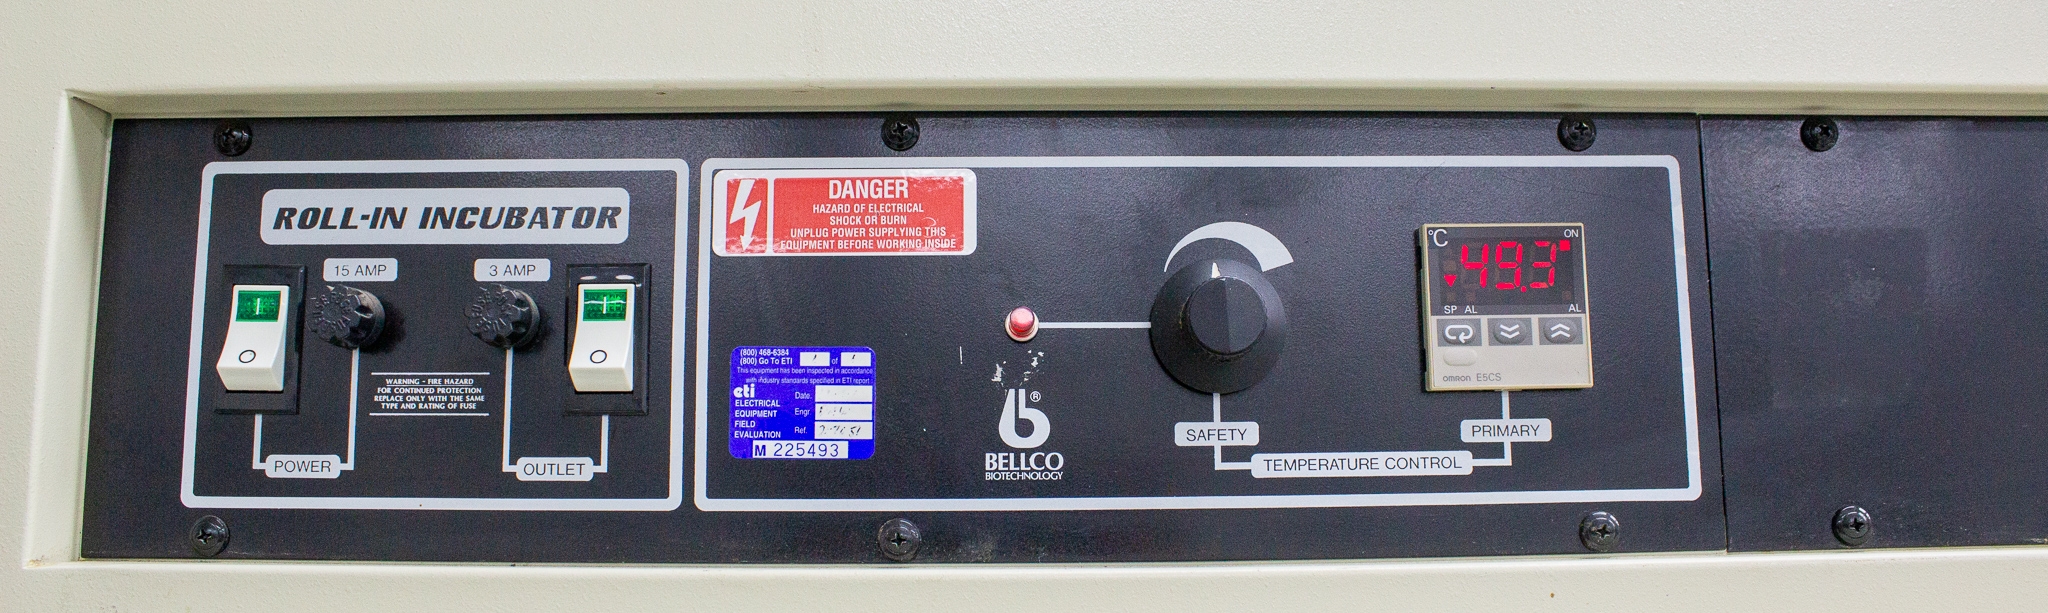 ROLL-IN INCUBATOR
15 AMP
3 AMP
WARNING - FIRE HAZARD
FOR CONTINUED PROTECTION
REPLACE ONLY WITH THE SAME
TYPE AND RATING OF FUSE
POWER
OUTLET
DANGER
HAZARD OF ELECTRICAL
SHOCK OR BURN
UNPLUG POWER SUPPLYING THIS
EQUIPMENT BEFORE WORKING INSIDE
(800) 468-6384
(800) Go To ETI
of
This equipment has been inspected in accordance
with industry standards specified in ETI report.
eti
ELECTRICAL
EQUIPMENT
FIELD
EVALUATION
Date.
Engr.
Ref.
M 225493
®
BELLCO
BIOTECHNOLOGY
SAFETY
TEMPERATURE CONTROL
PRIMARY
°C
ON
49.3
SP AL
AL
OMRON E5CS